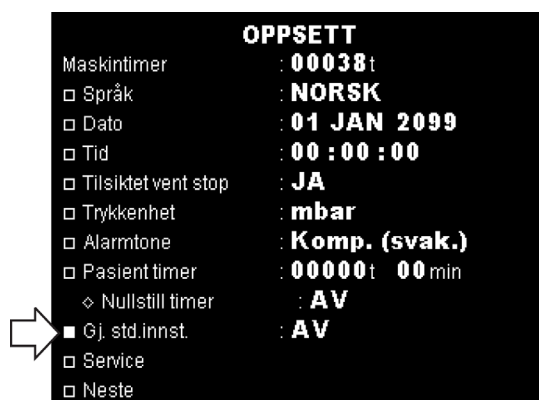 OPPSETT
Maskintimer : 00038t
Språk : NORSK
Dato : 01 JAN 2099
Tid : 00:00:00
Tilsiktet vent stop : JA
Trykkenhet : mbar
Alarmtone : Komp. (svak.)
Pasient timer : 00000t 00min
Nullstill timer : AV
Gj. std.innst. : AV
Service
Neste